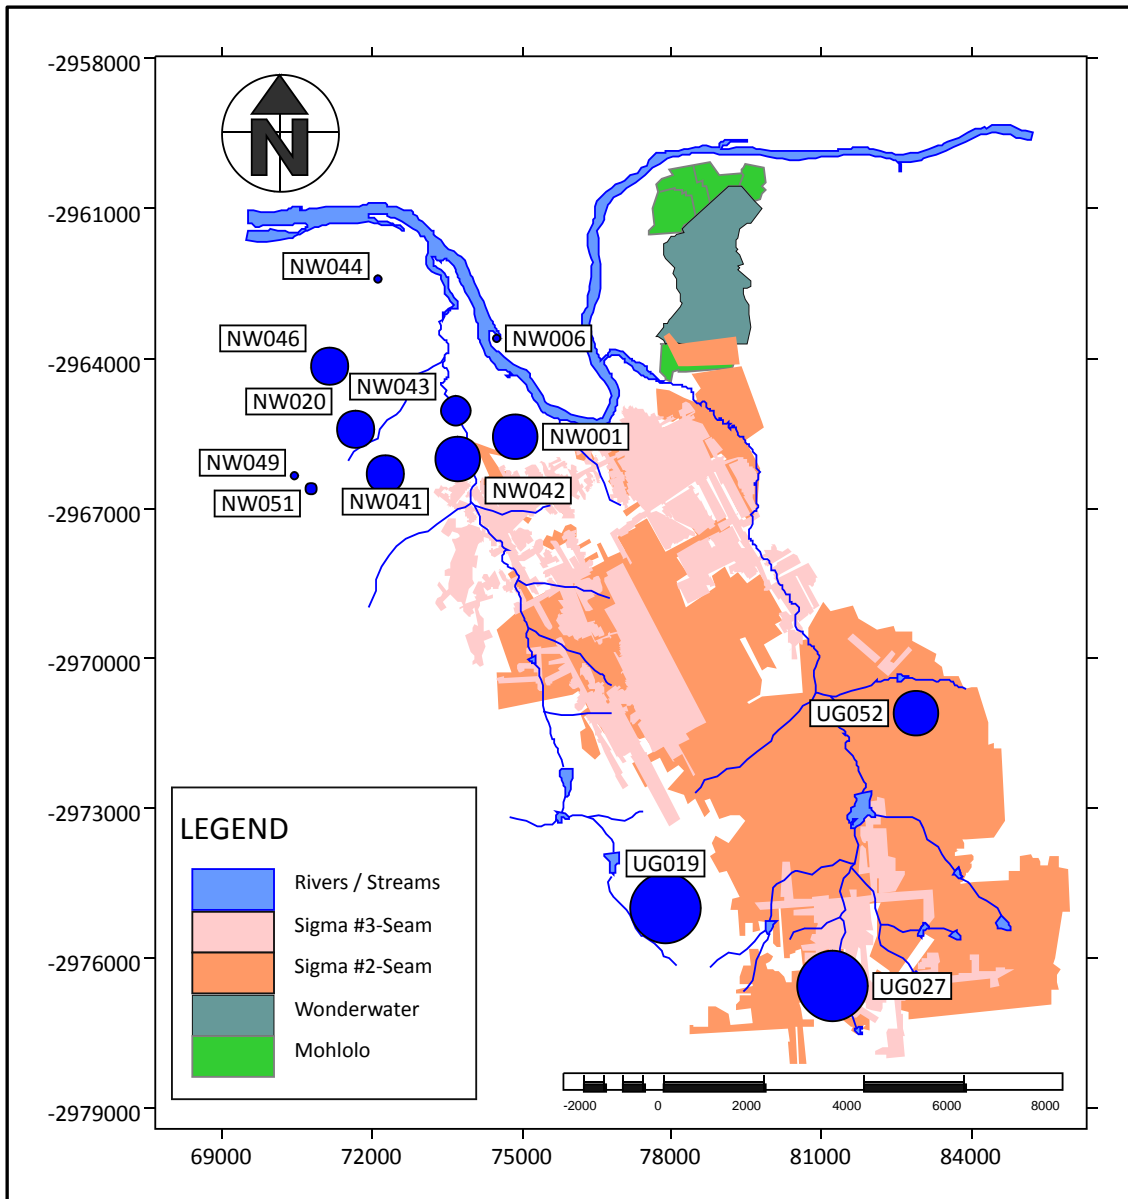 -2958000
-2961000
-2964000
-2967000
-2970000
-2973000
-2976000
-2979000
N
NW044
NW006
NW046
NW043
NW020
NW001
NW049
NW051
NW041
NW042
UG052
UG019
UG027
LEGEND
Rivers / Streams
Sigma #3-Seam
Sigma #2-Seam
Wonderwater
Mohlolo
-2000 0 2000 4000 6000 8000
69000 72000 75000 78000 81000 84000